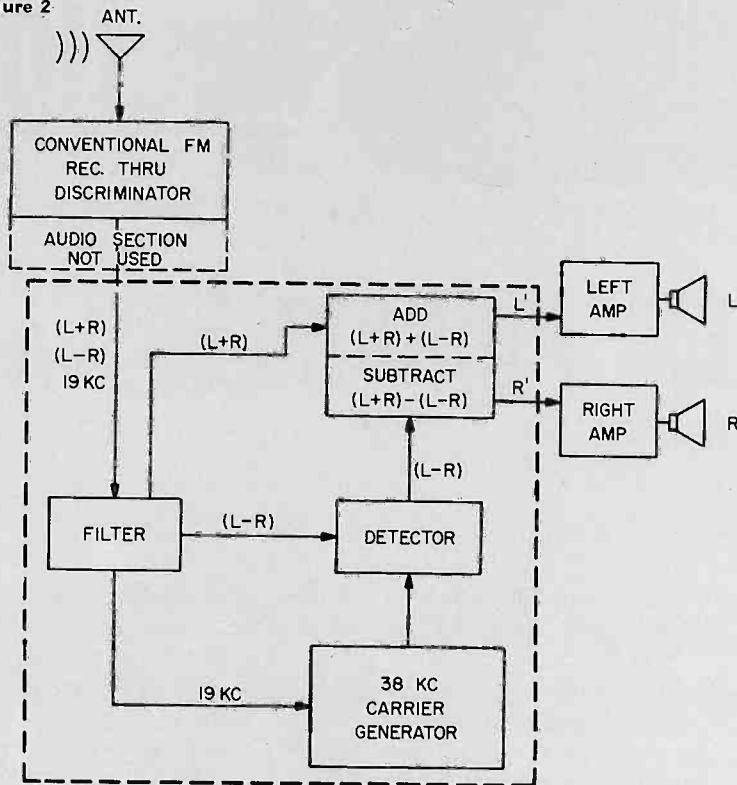 ure 2
ANT.
CONVENTIONAL FM
REC. THRU
DISCRIMINATOR
AUDIO SECTION
NOT USED
(L+R)
(L−R)
19 KC
(L+R)
ADD
(L+R)+(L−R)
SUBTRACT
(L+R)−(L−R)
L'
R'
LEFT
AMP
L
RIGHT
AMP
R
(L−R)
FILTER
(L−R)
DETECTOR
19 KC
38 KC
CARRIER
GENERATOR